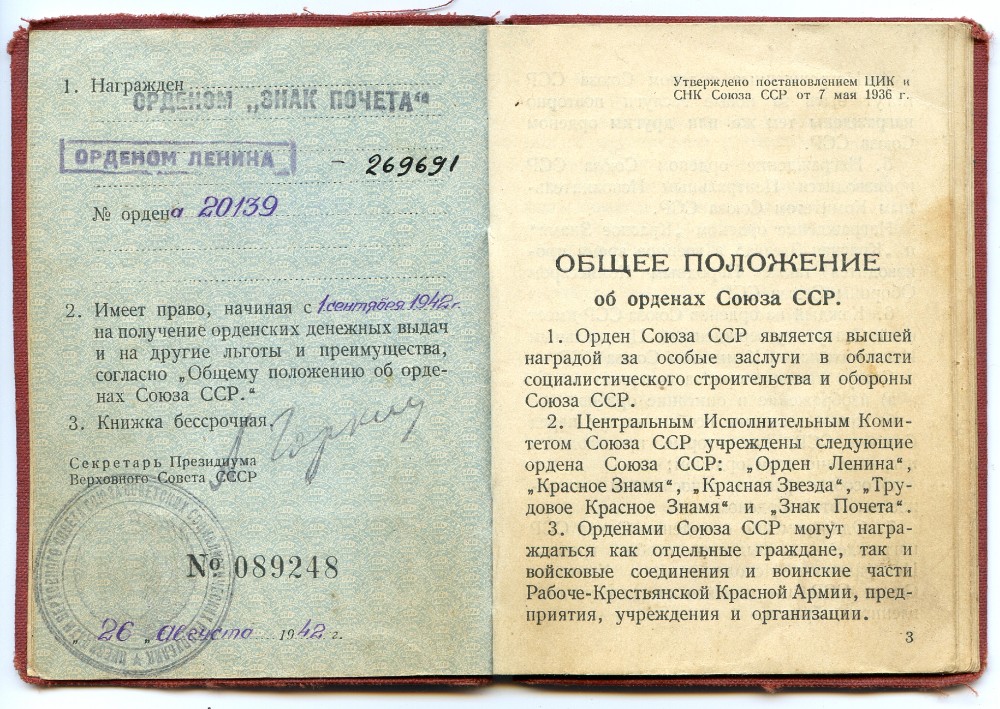 1. Награжден
ОРДЕНОМ „ЗНАК ПОЧЕТА“
ОРДЕНОМ ЛЕНИНА – 269691
№ ордена 20139
2. Имеет право, начиная с 1 сентября 1942 г.
на получение орденских денежных выдач
и на другие льготы и преимущества,
согласно „Общему положению об орде-
нах Союза ССР.“
3. Книжка бессрочная.
Секретарь Президиума
Верховного Совета СССР
№ 089248
„ 26 „ августа 1942 г.
Утверждено постановлением ЦИК и
СНК Союза ССР от 7 мая 1936 г.
ОБЩЕЕ ПОЛОЖЕНИЕ
об орденах Союза ССР.
1. Орден Союза ССР является высшей
наградой за особые заслуги в области
социалистического строительства и обороны
Союза ССР.
2. Центральным Исполнительным Коми-
тетом Союза ССР учреждены следующие
ордена Союза ССР: „Орден Ленина“,
„Красное Знамя“, „Красная Звезда“, „Тру-
довое Красное Знамя“ и „Знак Почета“.
3. Орденами Союза ССР могут награ-
ждаться как отдельные граждане, так и
войсковые соединения и воинские части
Рабоче-Крестьянской Красной Армии, пред-
приятия, учреждения и организации.
3